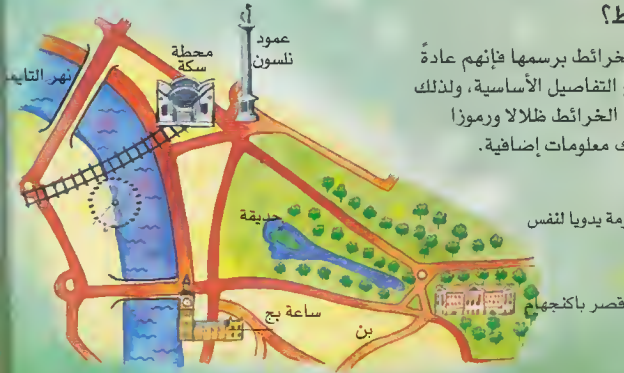 ط؟
خرائط برسمها فإنهم عادةً
التفاصيل الأساسية، ولذلك
الخرائط ظلالا ورموزا
ك معلومات إضافية.
عمود
نلسون
محطة
سكة
نهر التايمز
حديقة
مة يدويا لنفس
قصر باكنجهام
ساعة بج
بن